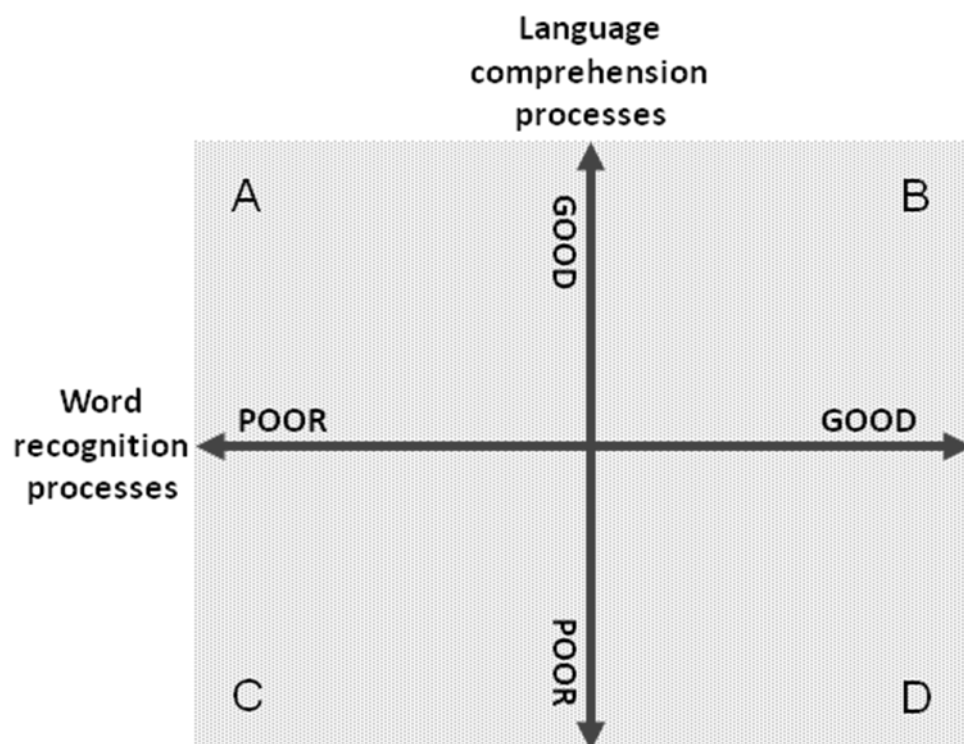 Language
comprehension
processes
A
B
GOOD
Word
recognition
processes
POOR
GOOD
POOR
C
D